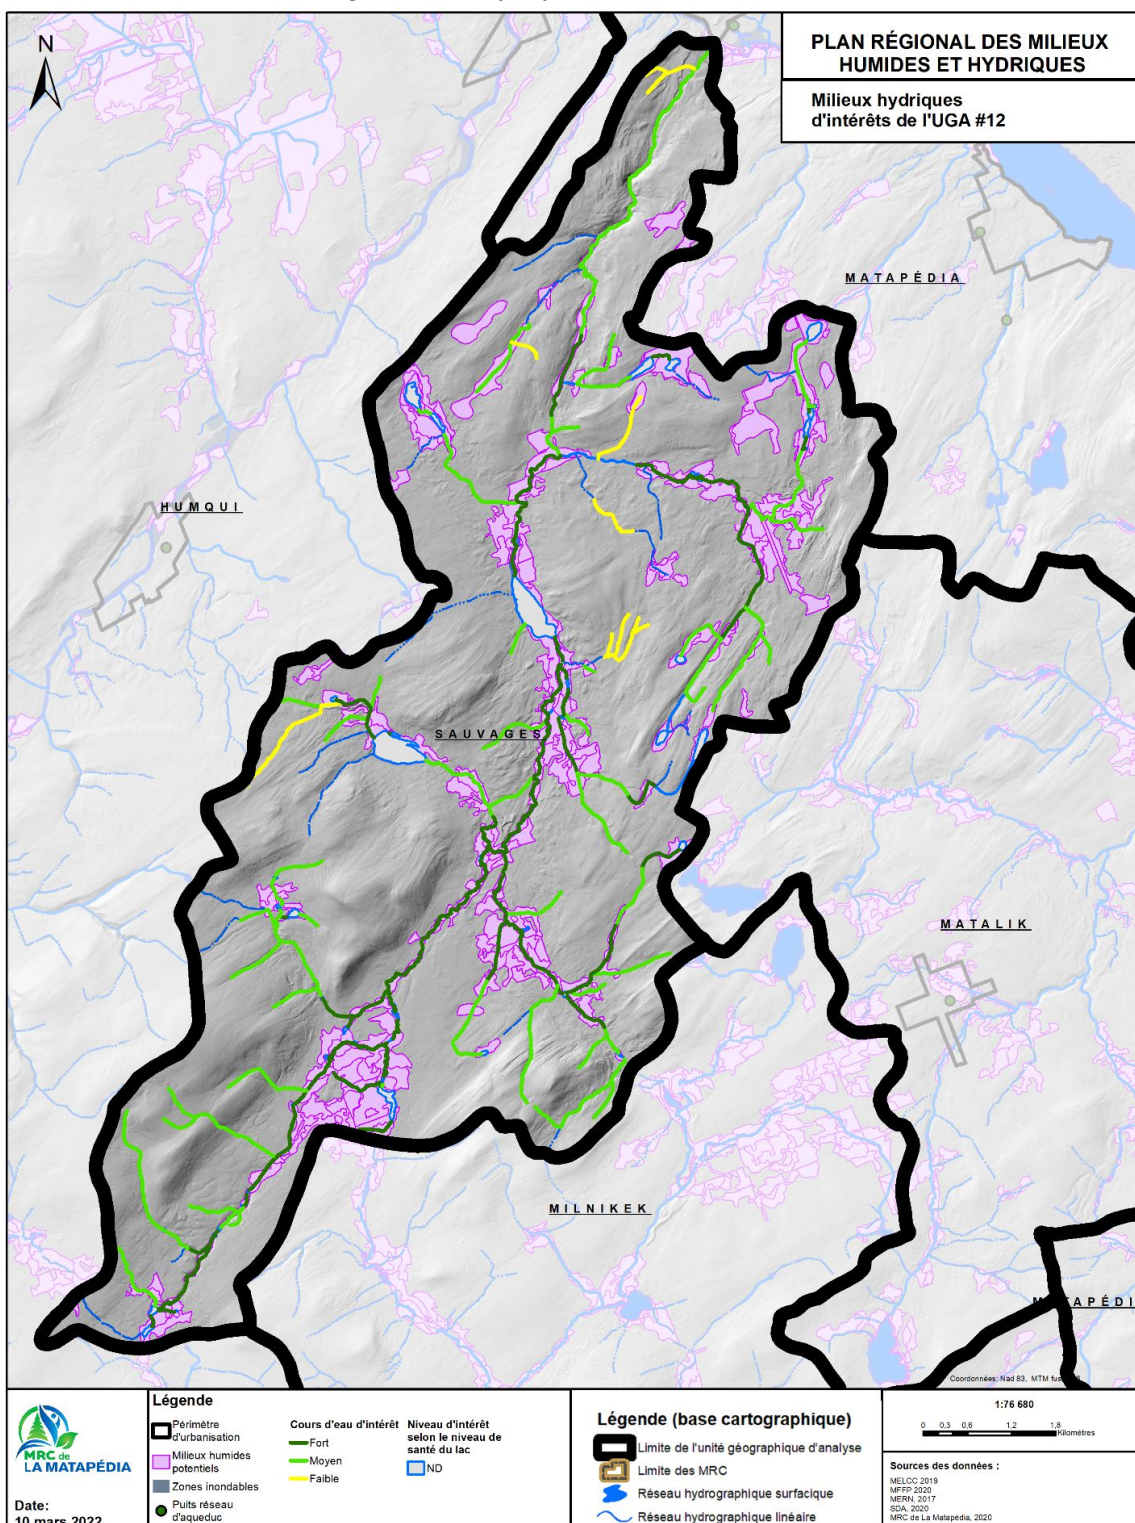 PLAN RÉGIONAL DES MILIEUX
HUMIDES ET HYDRIQUES
Milieux hydriques
d'intérêts de l'UGA #12
N
MATAPÉDIA
HUMQUI
SAUVAGES
MATALIK
MILNIKEK
Coordonnées: Nad 83, MTM
MRC de
LA MATAPÉDIA
Date:
10 mars 2022
Légende
Périmètre
d'urbanisation
Milieux humides
potentiels
Zones inondables
Puits réseau
d'aqueduc
Cours d'eau d'intérêt
Fort
Moyen
Faible
Niveau d'intérêt
selon le niveau de
santé du lac
ND
Légende (base cartographique)
Limite de l'unité géographique d'analyse
Limite des MRC
Réseau hydrographique surfacique
Réseau hydrographique linéaire
1:76 680
0 0,3 0,6 1,2 1,8
Kilomètres
Sources des données :
MELCC 2019
MFFP 2020
MERN, 2017
SDA, 2020
MRC de La Matapédia, 2020